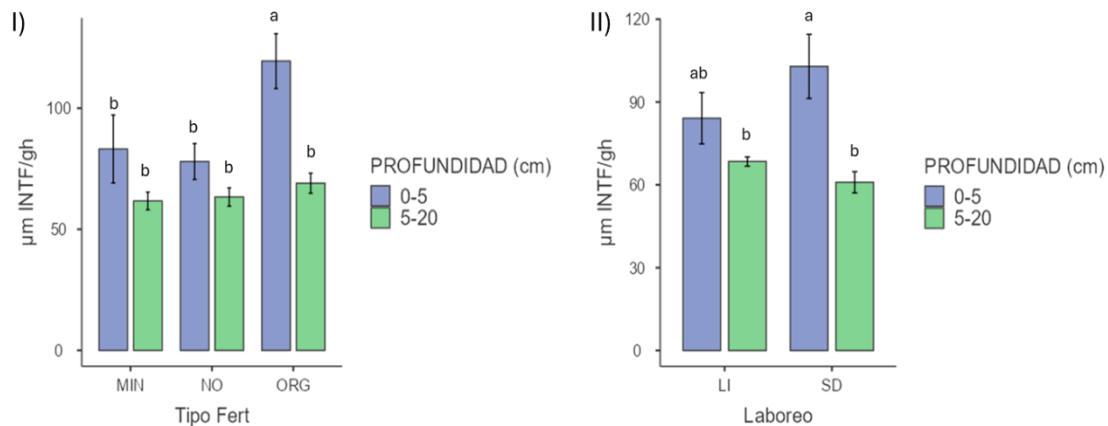 I)
a
b
b
b
b
b
100
50
0
µm INTF/gh
MIN NO ORG
Tipo Fert
PROFUNDIDAD (cm)
0-5
5-20
II)
120
90
60
30
0
a
ab
b
b
µm INTF/gh
LI SD
Laboreo
PROFUNDIDAD (cm)
0-5
5-20